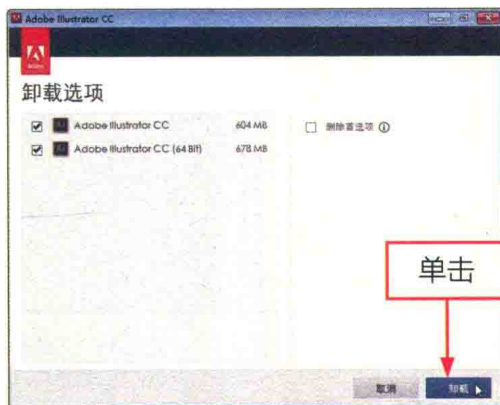 Adobe Illustrator CC
Adobe
卸载选项
Adobe Illustrator CC 604 MB
Adobe Illustrator CC (64 Bit) 678 MB
删除首选项
单击
取消
卸载